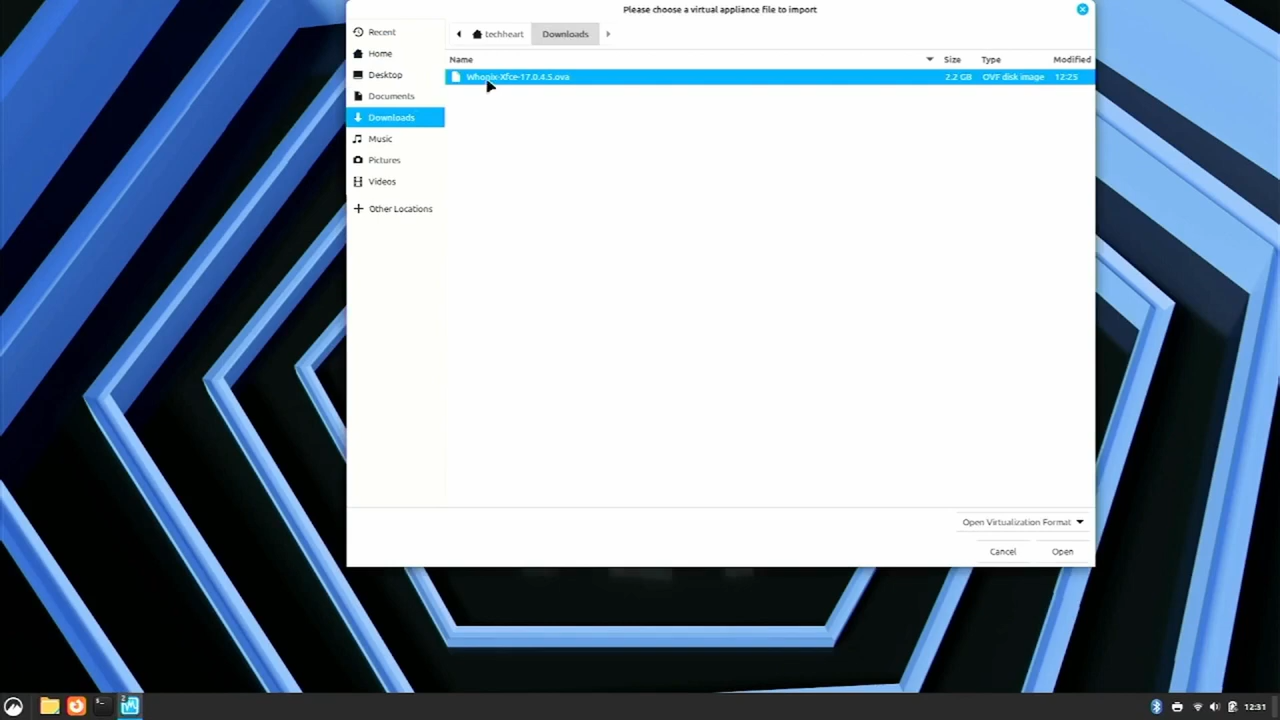 Please choose a virtual appliance file to import
Recent
Home
Desktop
Documents
Downloads
Music
Pictures
Videos
Other Locations
techheart Downloads
Name Size Type Modified
Whonix-Xfce-17.0.4.5.ova 2.2 GB OVF disk image 12:25
Open Virtualization Format
Cancel Open
12:31